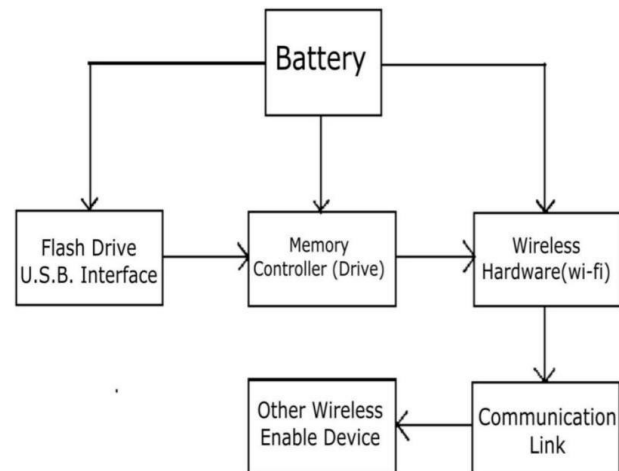 Battery
Flash Drive
U.S.B. Interface
Memory
Controller (Drive)
Wireless
Hardware(wi-fi)
Other Wireless
Enable Device
Communication
Link